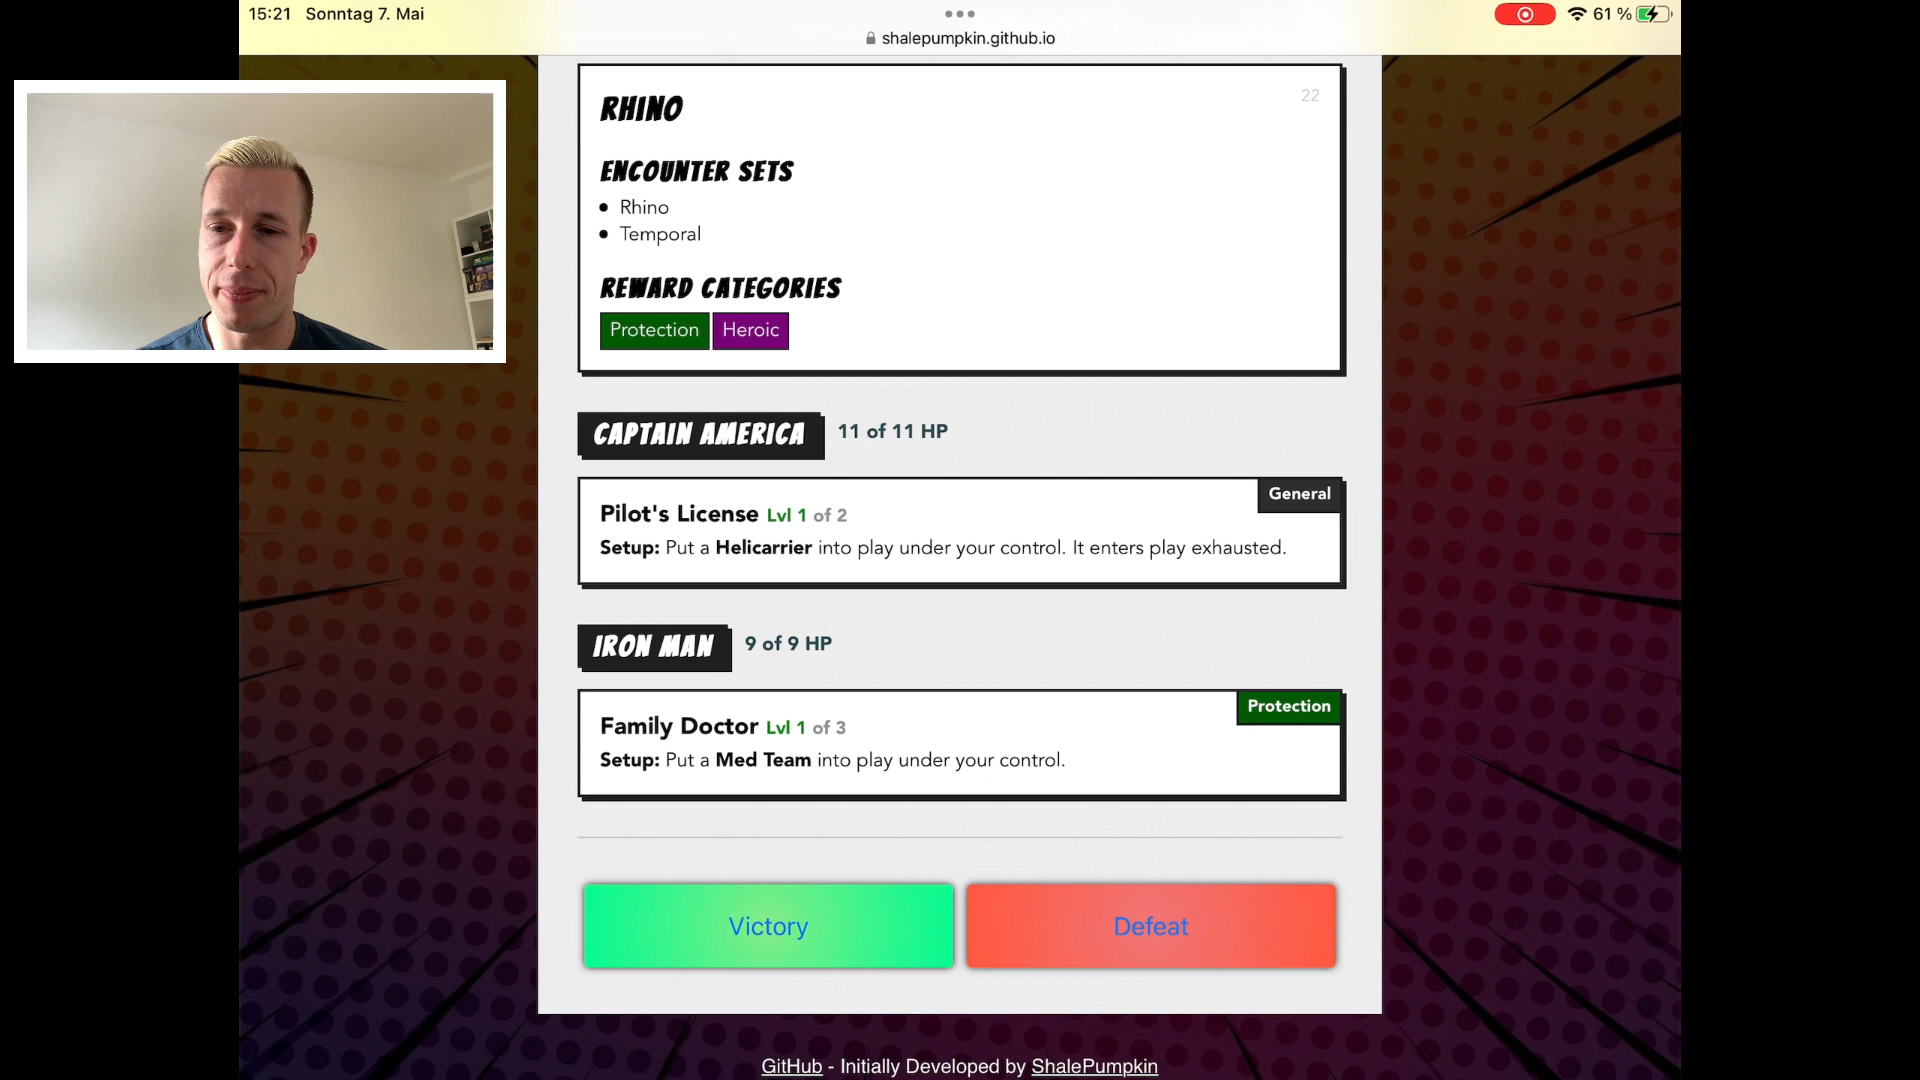 15:21 Sonntag 7. Mai
61 %
shalepumpkin.github.io
RHINO
22
ENCOUNTER SETS
Rhino
Temporal
REWARD CATEGORIES
Protection Heroic
CAPTAIN AMERICA 11 of 11 HP
General
Pilot's License Lvl 1 of 2
Setup: Put a Helicarrier into play under your control. It enters play exhausted.
IRON MAN 9 of 9 HP
Protection
Family Doctor Lvl 1 of 3
Setup: Put a Med Team into play under your control.
Victory Defeat
GitHub - Initially Developed by ShalePumpkin